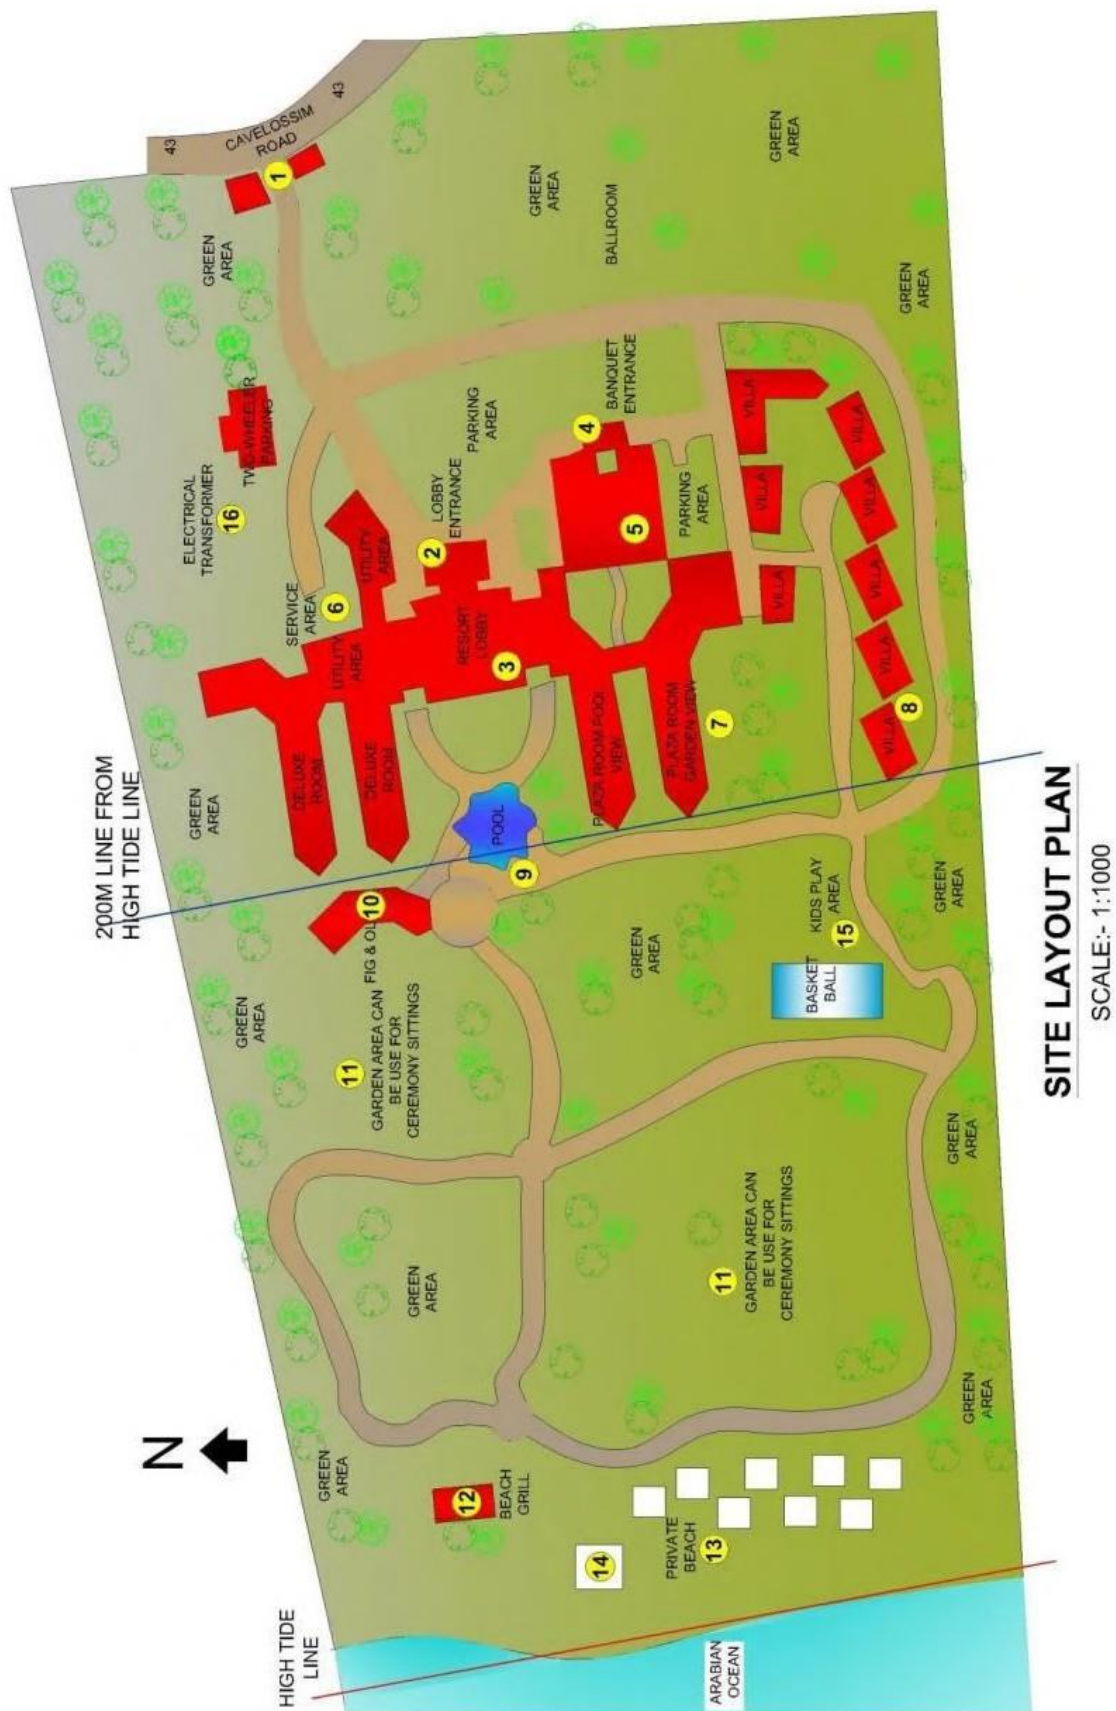 43
CAVELOSSIM
ROAD
43
1
GREEN
AREA
GREEN
AREA
GREEN
AREA
BALLROOM
GREEN
AREA
TWO-WHEELER
PARKING
ELECTRICAL
TRANSFORMER
16
PARKING
AREA
BANQUET
ENTRANCE
4
LOBBY
ENTRANCE
2
UTILITY
AREA
SERVICE
AREA
6
UTILITY
AREA
RESORT
LOBBY
3
5
PARKING
AREA
VILLA
VILLA
VILLA
VILLA
VILLA
VILLA
VILLA
VILLA
8
DELUXE
ROOM
DELUXE
ROOM
PLAZA ROOM POOL
VIEW
PLAZA ROOM
GARDEN VIEW
7
GREEN
AREA
200M LINE FROM
HIGH TIDE LINE
POOL
9
10
FIG & OL
GREEN
AREA
GREEN
AREA
KIDS PLAY
AREA
15
BASKET
BALL
GREEN
AREA
11
GARDEN AREA CAN
BE USE FOR
CEREMONY SITTINGS
GREEN
AREA
GREEN
AREA
11
GARDEN AREA CAN
BE USE FOR
CEREMONY SITTINGS
GREEN
AREA
N
GREEN
AREA
12
BEACH
GRILL
14
PRIVATE
BEACH
13
HIGH TIDE
LINE
ARABIAN
OCEAN
SITE LAYOUT PLAN
SCALE:- 1:1000